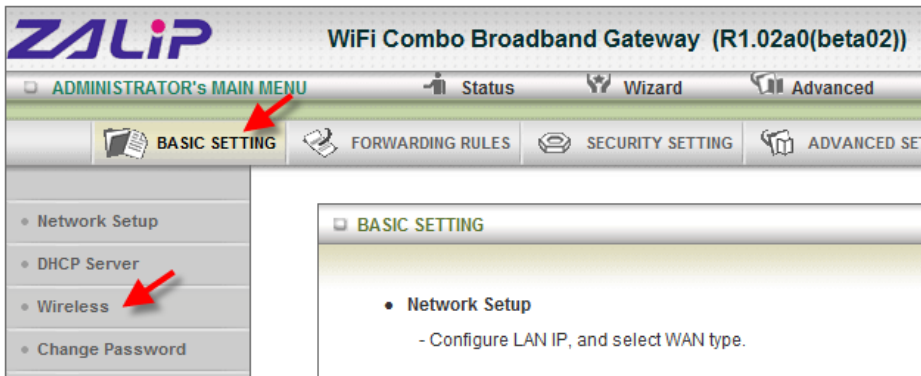 ZALiP
WiFi Combo Broadband Gateway (R1.02a0(beta02))
ADMINISTRATOR's MAIN MENU Status Wizard Advanced
BASIC SETTING FORWARDING RULES SECURITY SETTING ADVANCED SE
Network Setup
DHCP Server
Wireless
Change Password
BASIC SETTING
● Network Setup
- Configure LAN IP, and select WAN type.